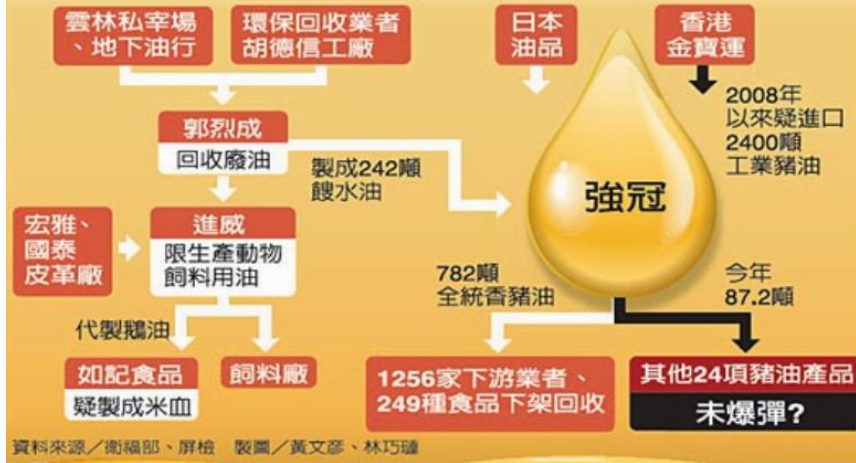 雲林私宰場
、地下油行
環保回收業者
胡德信工廠
日本
油品
香港
金寶運
2008年
以來疑進口
2400噸
工業豬油
郭烈成
回收廢油
製成242噸
餿水油
強冠
宏雅、
國泰
皮革廠
進威
限生產動物
飼料用油
782噸
全統香豬油
今年
87.2噸
代製鵝油
如記食品
疑製成米血
飼料廠
1256家下游業者、
249種食品下架回收
其他24項豬油產品
未爆彈?
資料來源／衛福部、屏檢 製圖／黃文彥、林巧璉